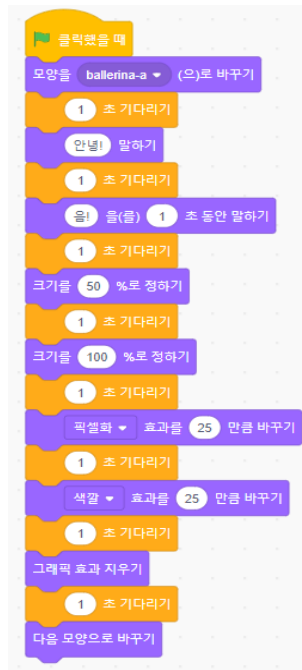 클릭했을 때
모양을 ballerina-a (으)로 바꾸기
1 초 기다리기
안녕! 말하기
1 초 기다리기
음! 을(를) 1 초 동안 말하기
1 초 기다리기
크기를 50 %로 정하기
1 초 기다리기
크기를 100 %로 정하기
1 초 기다리기
픽셀화 효과를 25 만큼 바꾸기
1 초 기다리기
색깔 효과를 25 만큼 바꾸기
1 초 기다리기
그래픽 효과 지우기
1 초 기다리기
다음 모양으로 바꾸기